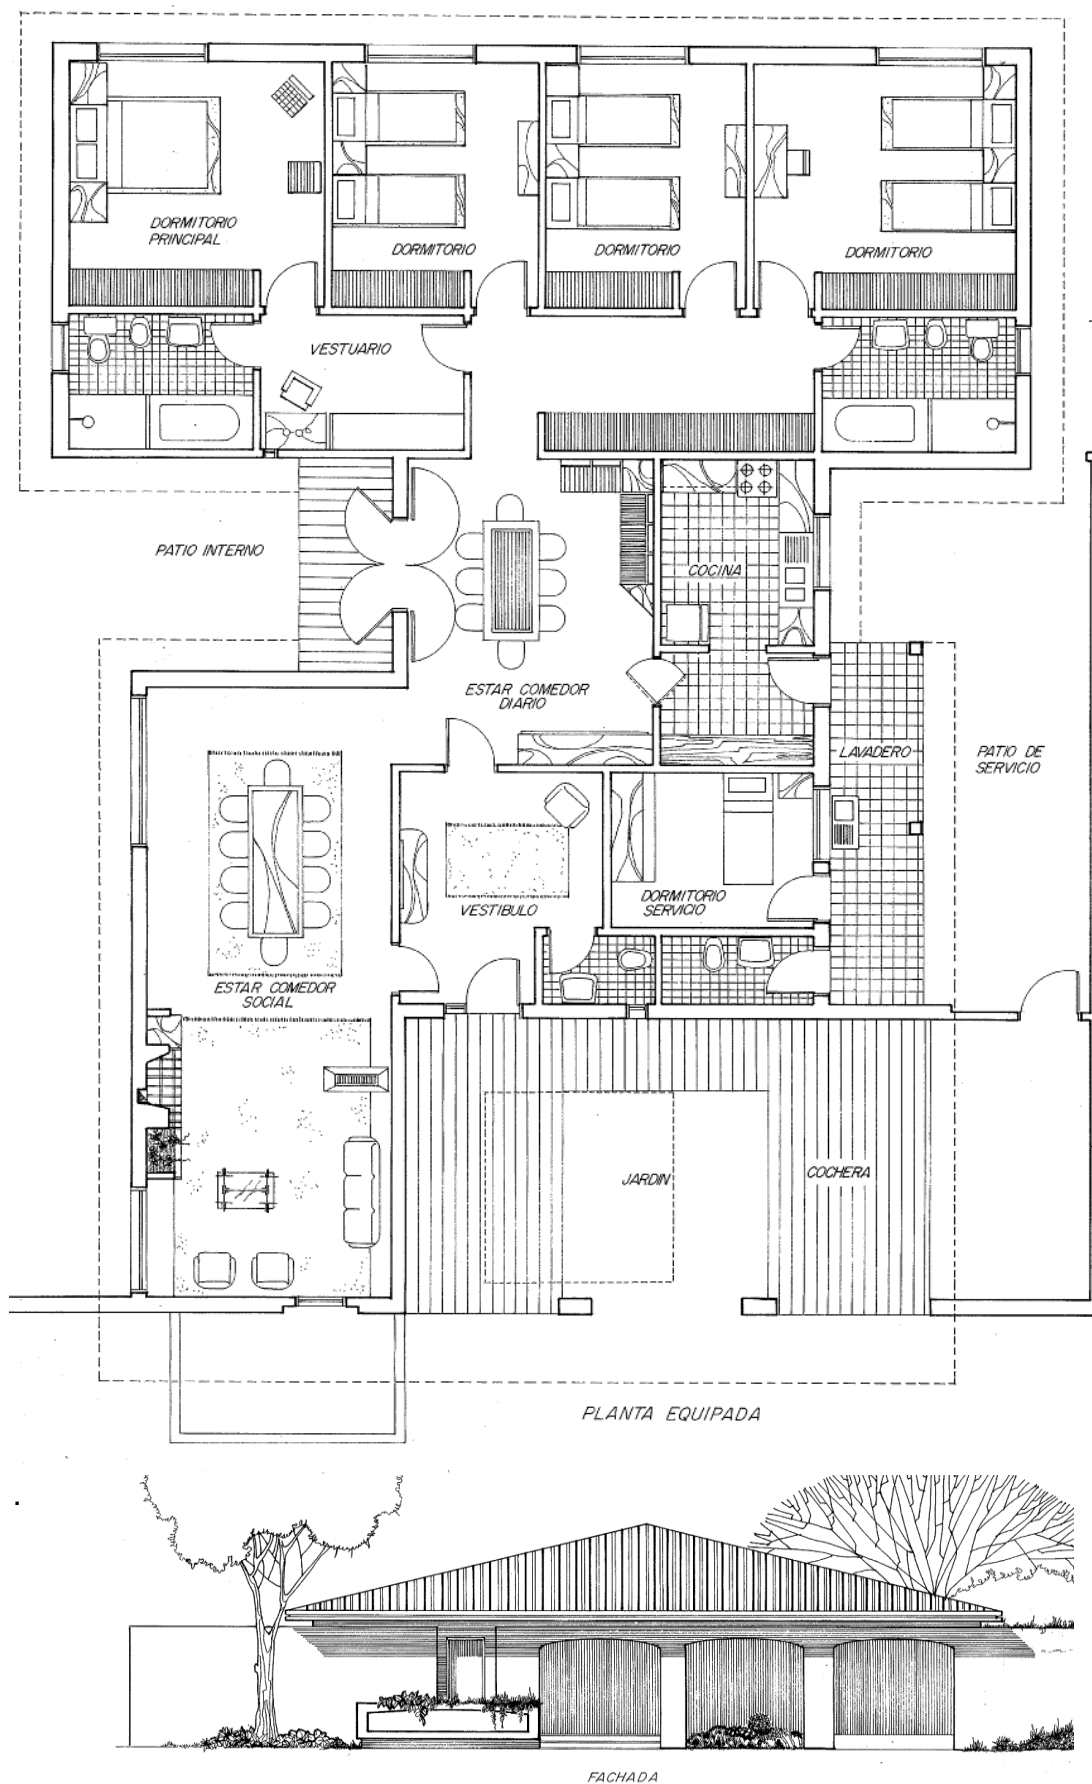 DORMITORIO
PRINCIPAL
DORMITORIO
DORMITORIO
DORMITORIO
VESTUARIO
PATIO INTERNO
COCINA
ESTAR COMEDOR
DIARIO
LAVADERO
PATIO DE
SERVICIO
DORMITORIO
SERVICIO
VESTIBULO
ESTAR COMEDOR
SOCIAL
JARDIN
COCHERA
PLANTA EQUIPADA
FACHADA